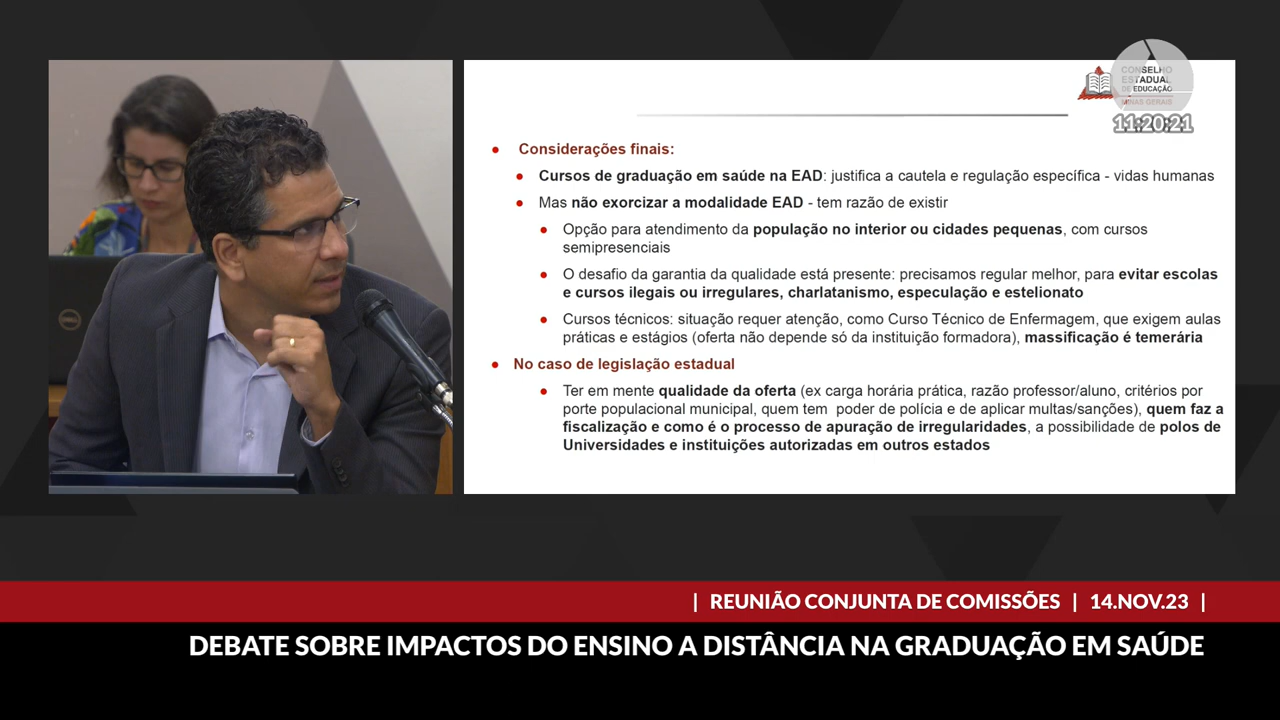 CONSELHO
ESTADUAL
DE EDUCAÇÃO
MINAS GERAIS
11:20:21
● Considerações finais:
● Cursos de graduação em saúde na EAD: justifica a cautela e regulação específica - vidas humanas
● Mas não exorcizar a modalidade EAD - tem razão de existir
● Opção para atendimento da população no interior ou cidades pequenas, com cursos
semipresenciais
● O desafio da garantia da qualidade está presente: precisamos regular melhor, para evitar escolas
e cursos ilegais ou irregulares, charlatanismo, especulação e estelionato
● Cursos técnicos: situação requer atenção, como Curso Técnico de Enfermagem, que exigem aulas
práticas e estágios (oferta não depende só da instituição formadora), massificação é temerária
● No caso de legislação estadual
● Ter em mente qualidade da oferta (ex carga horária prática, razão professor/aluno, critérios por
porte populacional municipal, quem tem poder de polícia e de aplicar multas/sanções), quem faz a
fiscalização e como é o processo de apuração de irregularidades, a possibilidade de polos de
Universidades e instituições autorizadas em outros estados
| REUNIÃO CONJUNTA DE COMISSÕES | 14.NOV.23 |
DEBATE SOBRE IMPACTOS DO ENSINO A DISTÂNCIA NA GRADUAÇÃO EM SAÚDE